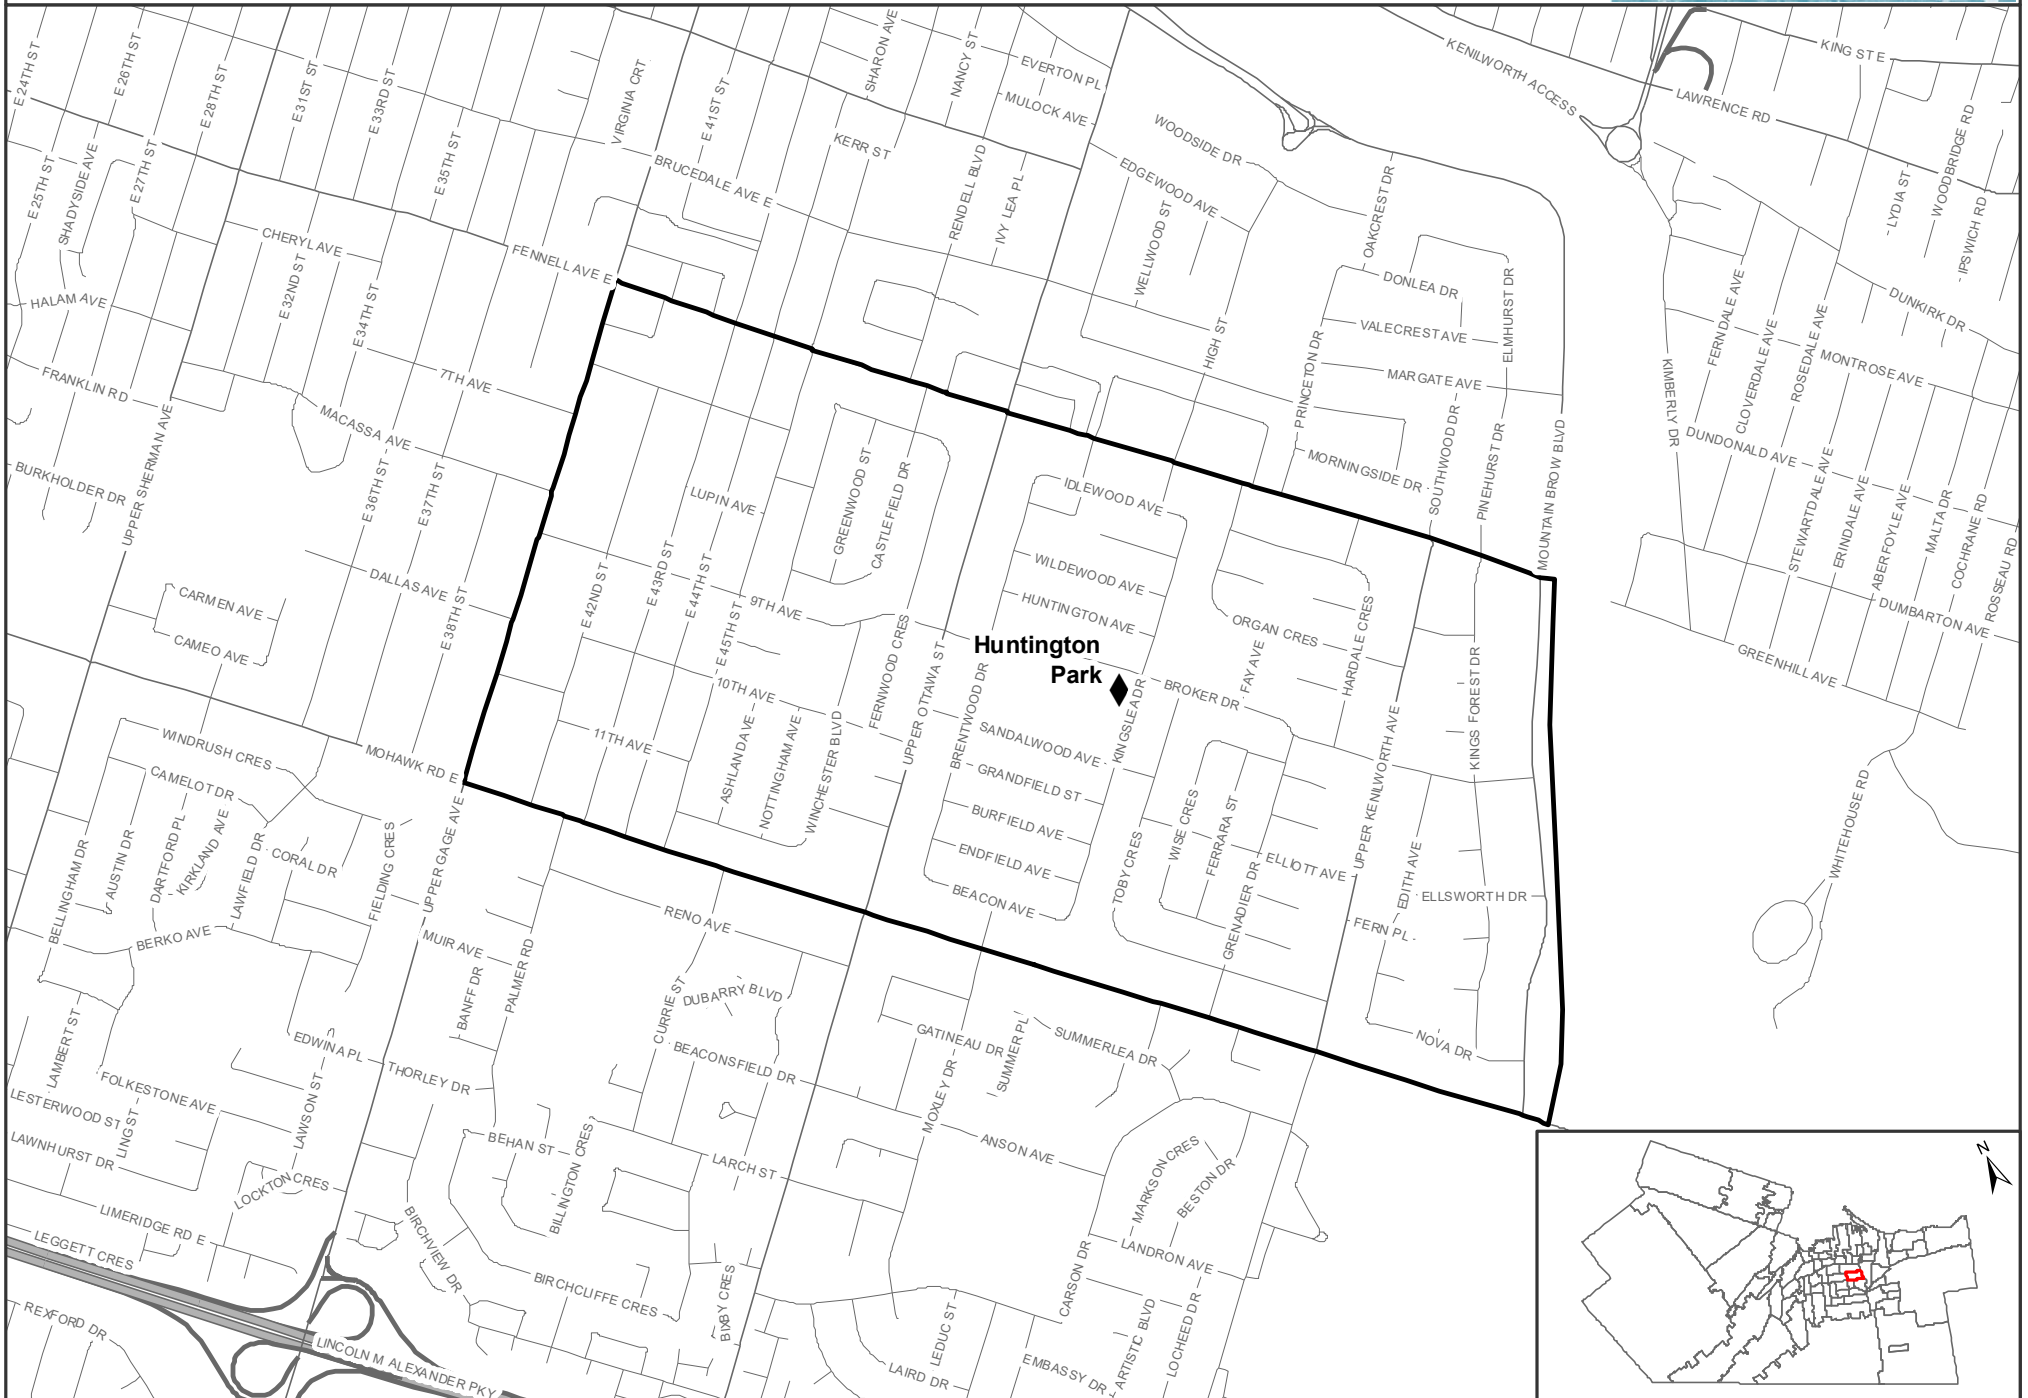 E 24TH ST
E 26TH ST
E 28TH ST
E 31ST ST
E 33RD ST
E 35TH ST
VIRGINIA CRT
E 41ST ST
SHARON AVE
NANCY ST
EVERTON PL
MULOCK AVE
KENILWORTH ACCESS
KING ST E
LAWRENCE RD
E 25TH ST
SHADYSIDE AVE
E 27TH ST
BRUCEDALE AVE E
KERR ST
RENDELL BLVD
IVY LEA PL
WOODSIDE DR
EDGEWOOD AVE
WELLWOOD ST
OAKCREST DR
LYDIA ST
WOODBRIDGE RD
IPSWICH RD
CHERYL AVE
E 32ND ST
E 34TH ST
FENNELL AVE E
DONLEA DR
ELMHURST DR
VALECREST AVE
DUNKIRK DR
HALAM AVE
FERNDALE AVE
CLOVERDALE AVE
ROSEDALE AVE
MONTROSE AVE
HIGH ST
PRINCETON DR
MARGATE AVE
KIMBERLY DR
FRANKLIN RD
7TH AVE
MACASSA AVE
UPPER SHERMAN AVE
BURKHOLDER DR
E 36TH ST
E 37TH ST
LUPIN AVE
GREENWOOD ST
CASTLEFIELD DR
IDLEWOOD AVE
MORNINGSIDE DR
SOUTHWOOD DR
PINEHURST DR
MOUNTAIN BROW BLVD
DUNDONALD AVE
STEWARTDALE AVE
ERINDALE AVE
ABERFOYLE AVE
MALTA DR
COCHRANE RD
ROSSEAU RD
DUMBARTON AVE
GREENHILL AVE
CARMEN AVE
CAMEO AVE
DALLAS AVE
E 38TH ST
E 42ND ST
E 43RD ST
E 44TH ST
E 45TH ST
9TH AVE
10TH AVE
11TH AVE
FERNWOOD CRES
UPPER OTTAWA ST
WILDEWOOD AVE
HUNTINGTON AVE
Huntington
Park
ORGAN CRES
FAY AVE
HARDALE CRES
BROKER DR
KINGS FOREST DR
BRENTWOOD DR
SANDALWOOD AVE
KINGSLEA DR
GRANDFIELD ST
BURFIELD AVE
ENDFIELD AVE
BEACON AVE
UPPER KENILWORTH AVE
WINDRUSH CRES
MOHAWK RD E
CAMELOT DR
ASHLAND AVE
NOTTINGHAM AVE
WINCHESTER BLVD
TOBY CRES
WISE CRES
FERRARA ST
GRENADIER DR
ELLIOTT AVE
EDITH AVE
ELLSWORTH DR
FERN PL
WHITEHOUSE RD
BELLINGHAM DR
AUSTIN DR
DARTFORD PL
KIRKLAND AVE
LAWFIELD DR
CORAL DR
FIELDING CRES
UPPER GAGE AVE
BERKO AVE
MUIR AVE
BANFF DR
PALMER RD
RENO AVE
CURRIE ST
DUBARRY BLVD
BEACONSFIELD DR
GATINEAU DR
SUMMER PL
SUMMERLEA DR
NOVA DR
LAMBERT ST
EDWINA PL
THORLEY DR
FOLKESTONE AVE
LESTERWOOD ST
LING ST
LAWSON ST
LAWNHURST DR
LOCKTON CRES
BEHAN ST
BILLINGTON CRES
LARCH ST
MOXLEY DR
ANSON AVE
MARKSON CRES
BESTON DR
LIMERIDGE RD E
LEGGETT CRES
BIRCHVIEW DR
BIRCHCLIFFE CRES
BIXBY CRES
CARSON DR
LANDRON AVE
REXFORD DR
LINCOLN M ALEXANDER PKY
LEDUC ST
LAIRD DR
EMBASSY DR
ARTISTIC BLVD
LOCHEED DR
N